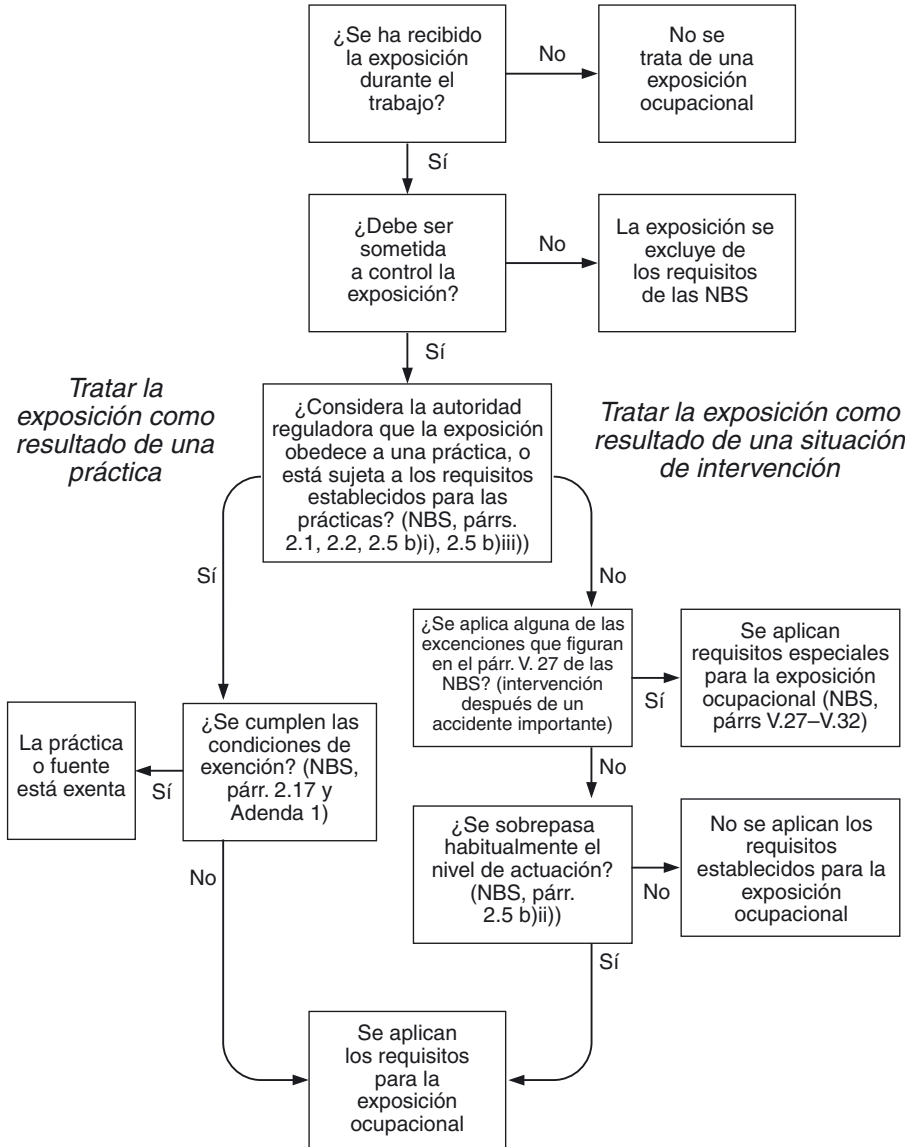 ¿Se ha recibido
la exposición
durante el
trabajo?
No
No se
trata de una
exposición
ocupacional
Sí
¿Debe ser
sometida
a control la
exposición?
No
La exposición se
excluye de
los requisitos
de las NBS
Sí
Tratar la
exposición como
resultado de una
práctica
¿Considera la autoridad
reguladora que la exposición
obedece a una práctica, o
está sujeta a los requisitos
establecidos para las
prácticas? (NBS, párrs.
2.1, 2.2, 2.5 b)i), 2.5 b)iii))
Tratar la exposición como
resultado de una situación
de intervención
Sí
No
¿Se aplica alguna de las
excenciones que figuran
en el párr. V. 27 de las
NBS? (intervención
después de un
accidente importante)
Sí
Se aplican
requisitos especiales
para la exposición
ocupacional (NBS,
párrs V.27–V.32)
La práctica
o fuente
está exenta
Sí
¿Se cumplen las
condiciones de
exención? (NBS,
párr. 2.17 y
Adenda 1)
No
No
¿Se sobrepasa
habitualmente el
nivel de actuación?
(NBS, párr.
2.5 b)ii))
No
No se aplican los
requisitos
establecidos para la
exposición
ocupacional
Sí
Se aplican
los requisitos
para la
exposición
ocupacional